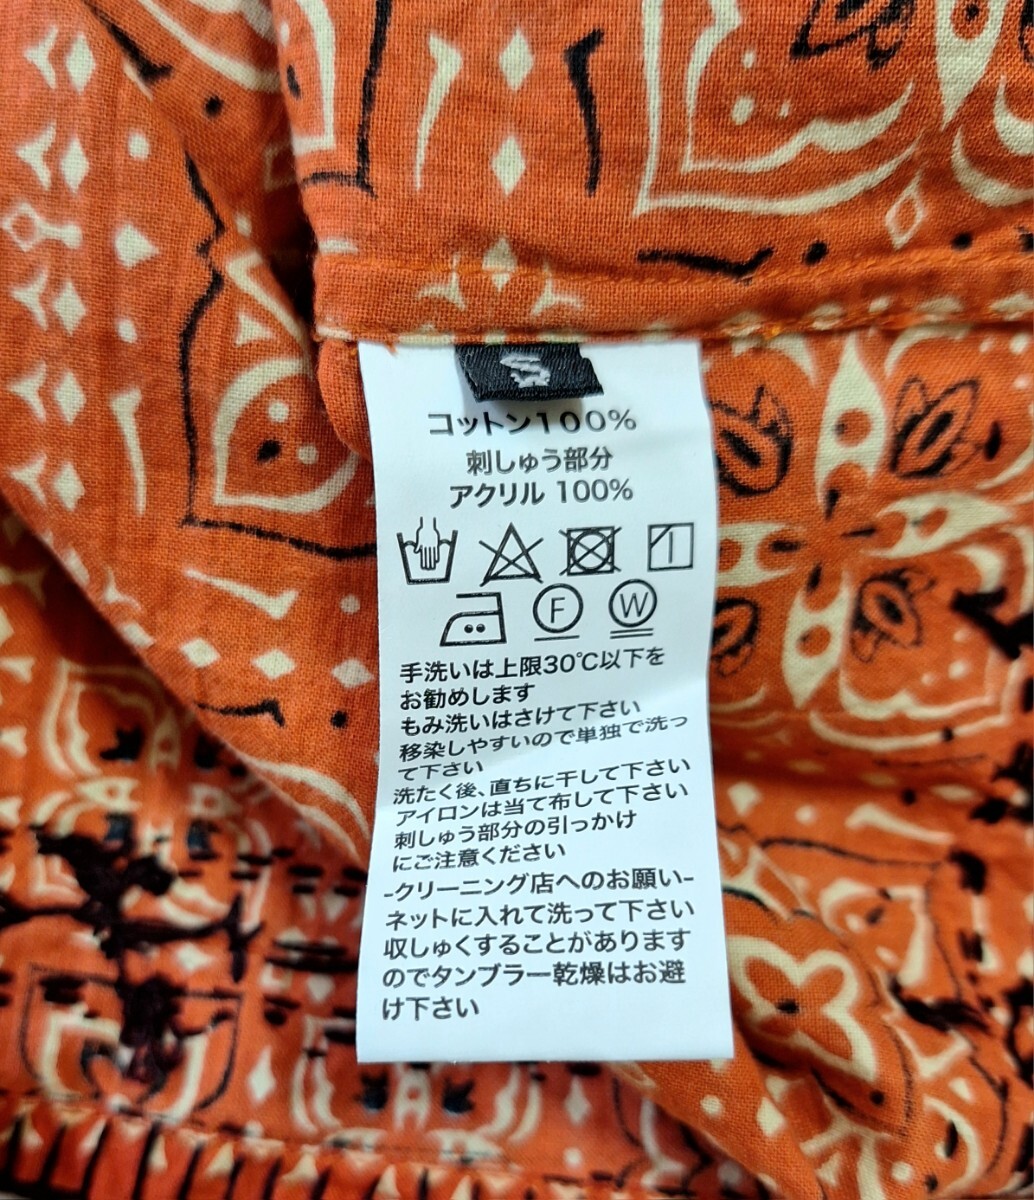 コットン100%
刺しゅう部分
アクリル 100%
F W
手洗いは上限30℃以下を
お勧めします
もみ洗いはさけて下さい
移染しやすいので単独で洗っ
て下さい
洗たく後、直ちに干して下さい
アイロンは当て布して下さい
刺しゅう部分の引っかけ
にご注意ください
-クリーニング店へのお願い-
ネットに入れて洗って下さい
収しゅくすることがあります
のでタンブラー乾燥はお避
け下さい